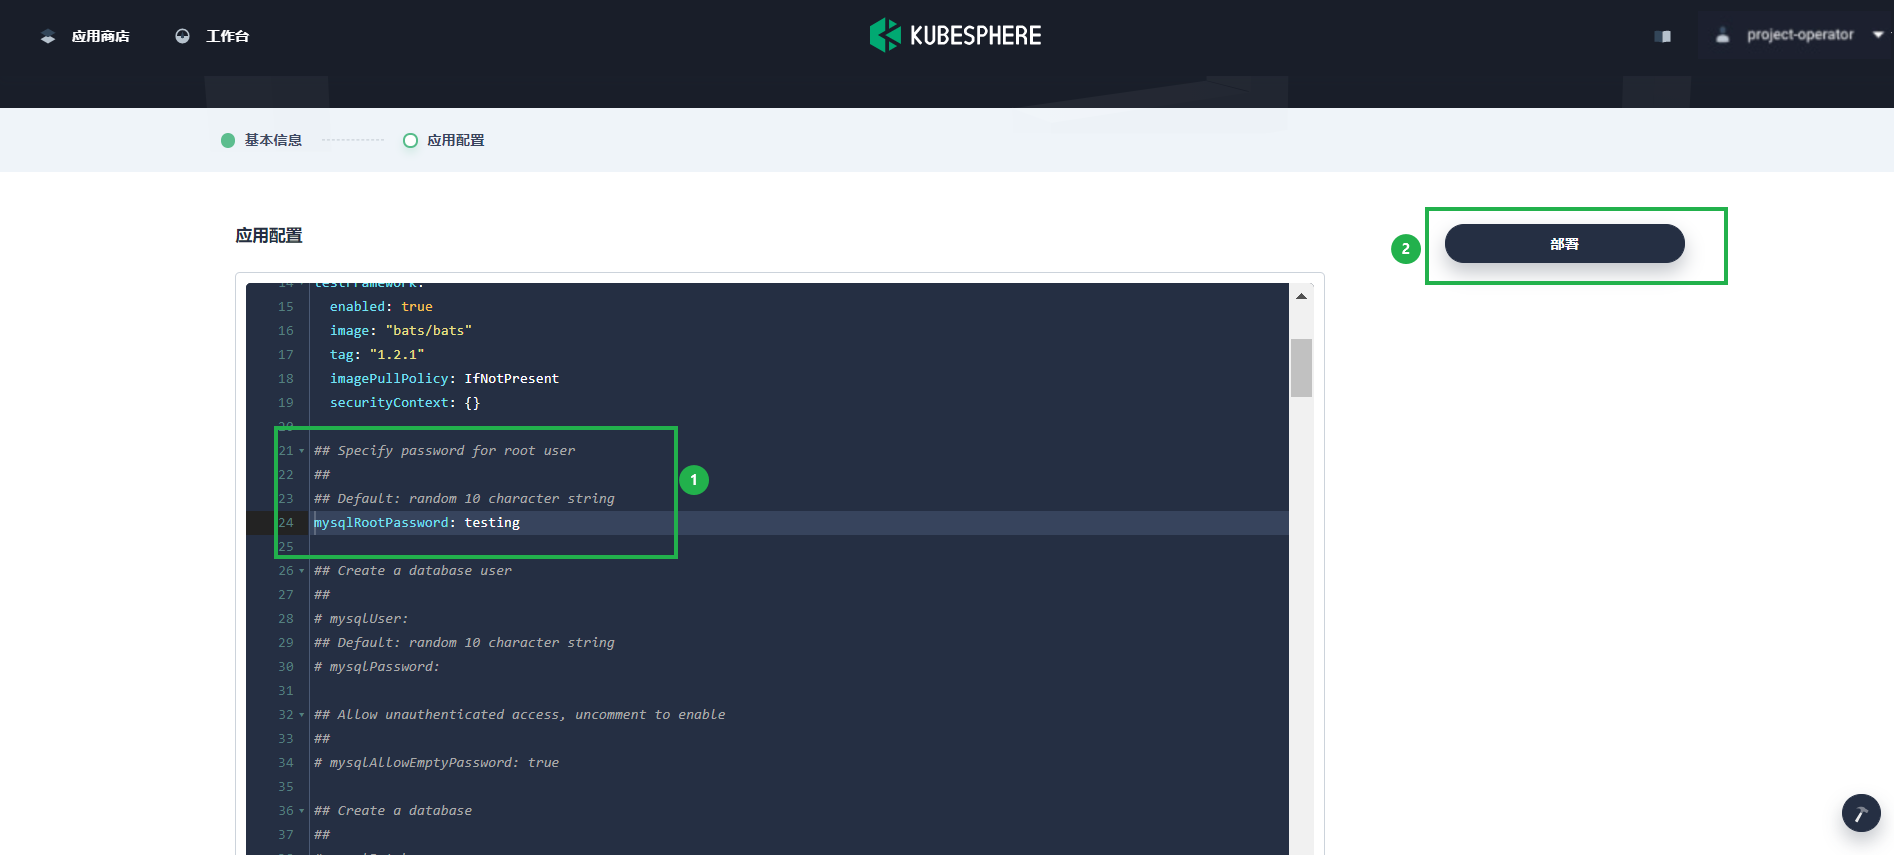 应用商店 工作台 KUBESPHERE project-operator
基本信息 应用配置
应用配置
2 部署
14 testFramework:
15 enabled: true
16 image: "bats/bats"
17 tag: "1.2.1"
18 imagePullPolicy: IfNotPresent
19 securityContext: {}
20
21 ## Specify password for root user
22 ##
1
23 ## Default: random 10 character string
24 mysqlRootPassword: testing
25
26 ## Create a database user
27 ##
28 # mysqlUser:
29 ## Default: random 10 character string
30 # mysqlPassword:
31
32 ## Allow unauthenticated access, uncomment to enable
33 ##
34 # mysqlAllowEmptyPassword: true
35
36 ## Create a database
37 ##